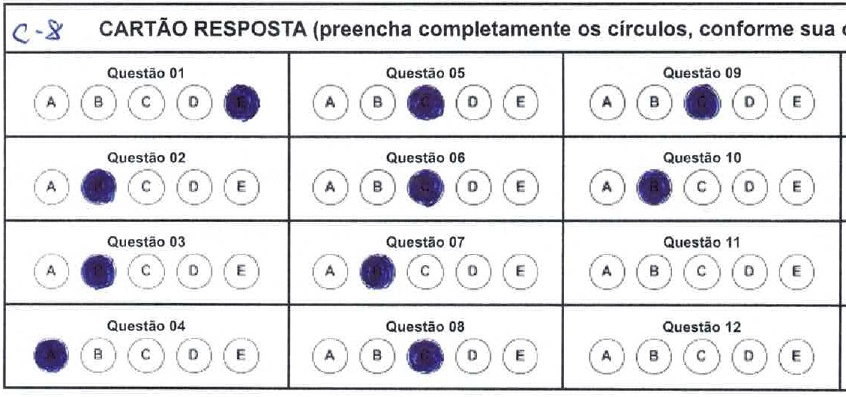 C-8 CARTÃO RESPOSTA (preencha completamente os círculos, conforme sua
Questão 01 Questão 05 Questão 09
A B C D E A B C D E A B C D E
Questão 02 Questão 06 Questão 10
A B C D E A B C D E A B C D E
Questão 03 Questão 07 Questão 11
A B C D E A B C D E A B C D E
Questão 04 Questão 08 Questão 12
A B C D E A B C D E A B C D E